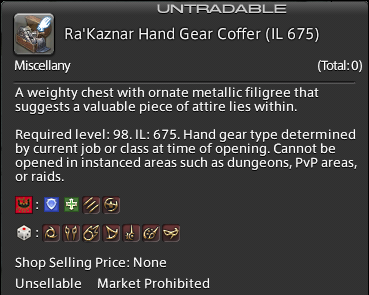 UNTRADABLE
Ra'Kaznar Hand Gear Coffer (IL 675)
Miscellany (Total: 0)
A weighty chest with ornate metallic filigree that
suggests a valuable piece of attire lies within.
Required level: 98. IL: 675. Hand gear type determined
by current job or class at time of opening. Cannot be
opened in instanced areas such as dungeons, PvP areas,
or raids.
:
:
Shop Selling Price: None
Unsellable Market Prohibited